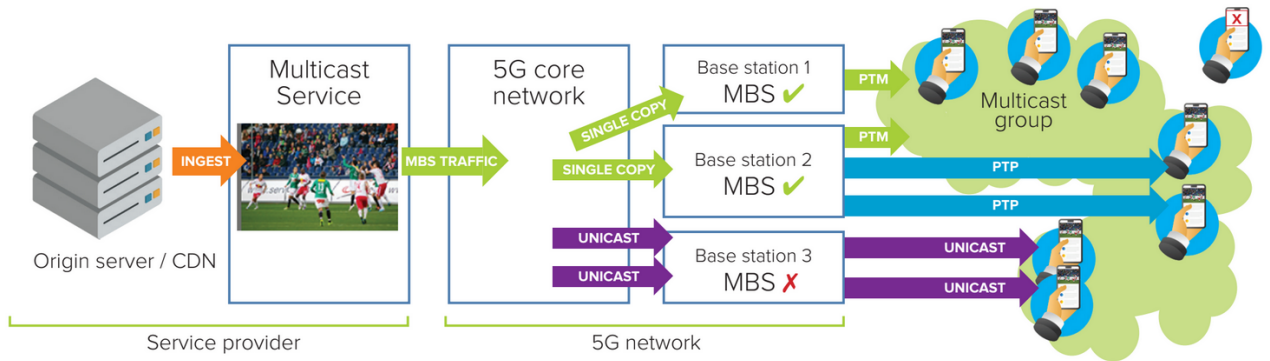 Multicast
Service
5G core
network
Base station 1
MBS ✓
PTM
X
Multicast
group
SINGLE COPY
INGEST
MBS TRAFFIC
SINGLE COPY
Base station 2
MBS ✓
PTM
PTP
PTP
Origin server / CDN
UNICAST
UNICAST
Base station 3
MBS ✗
UNICAST
UNICAST
Service provider
5G network